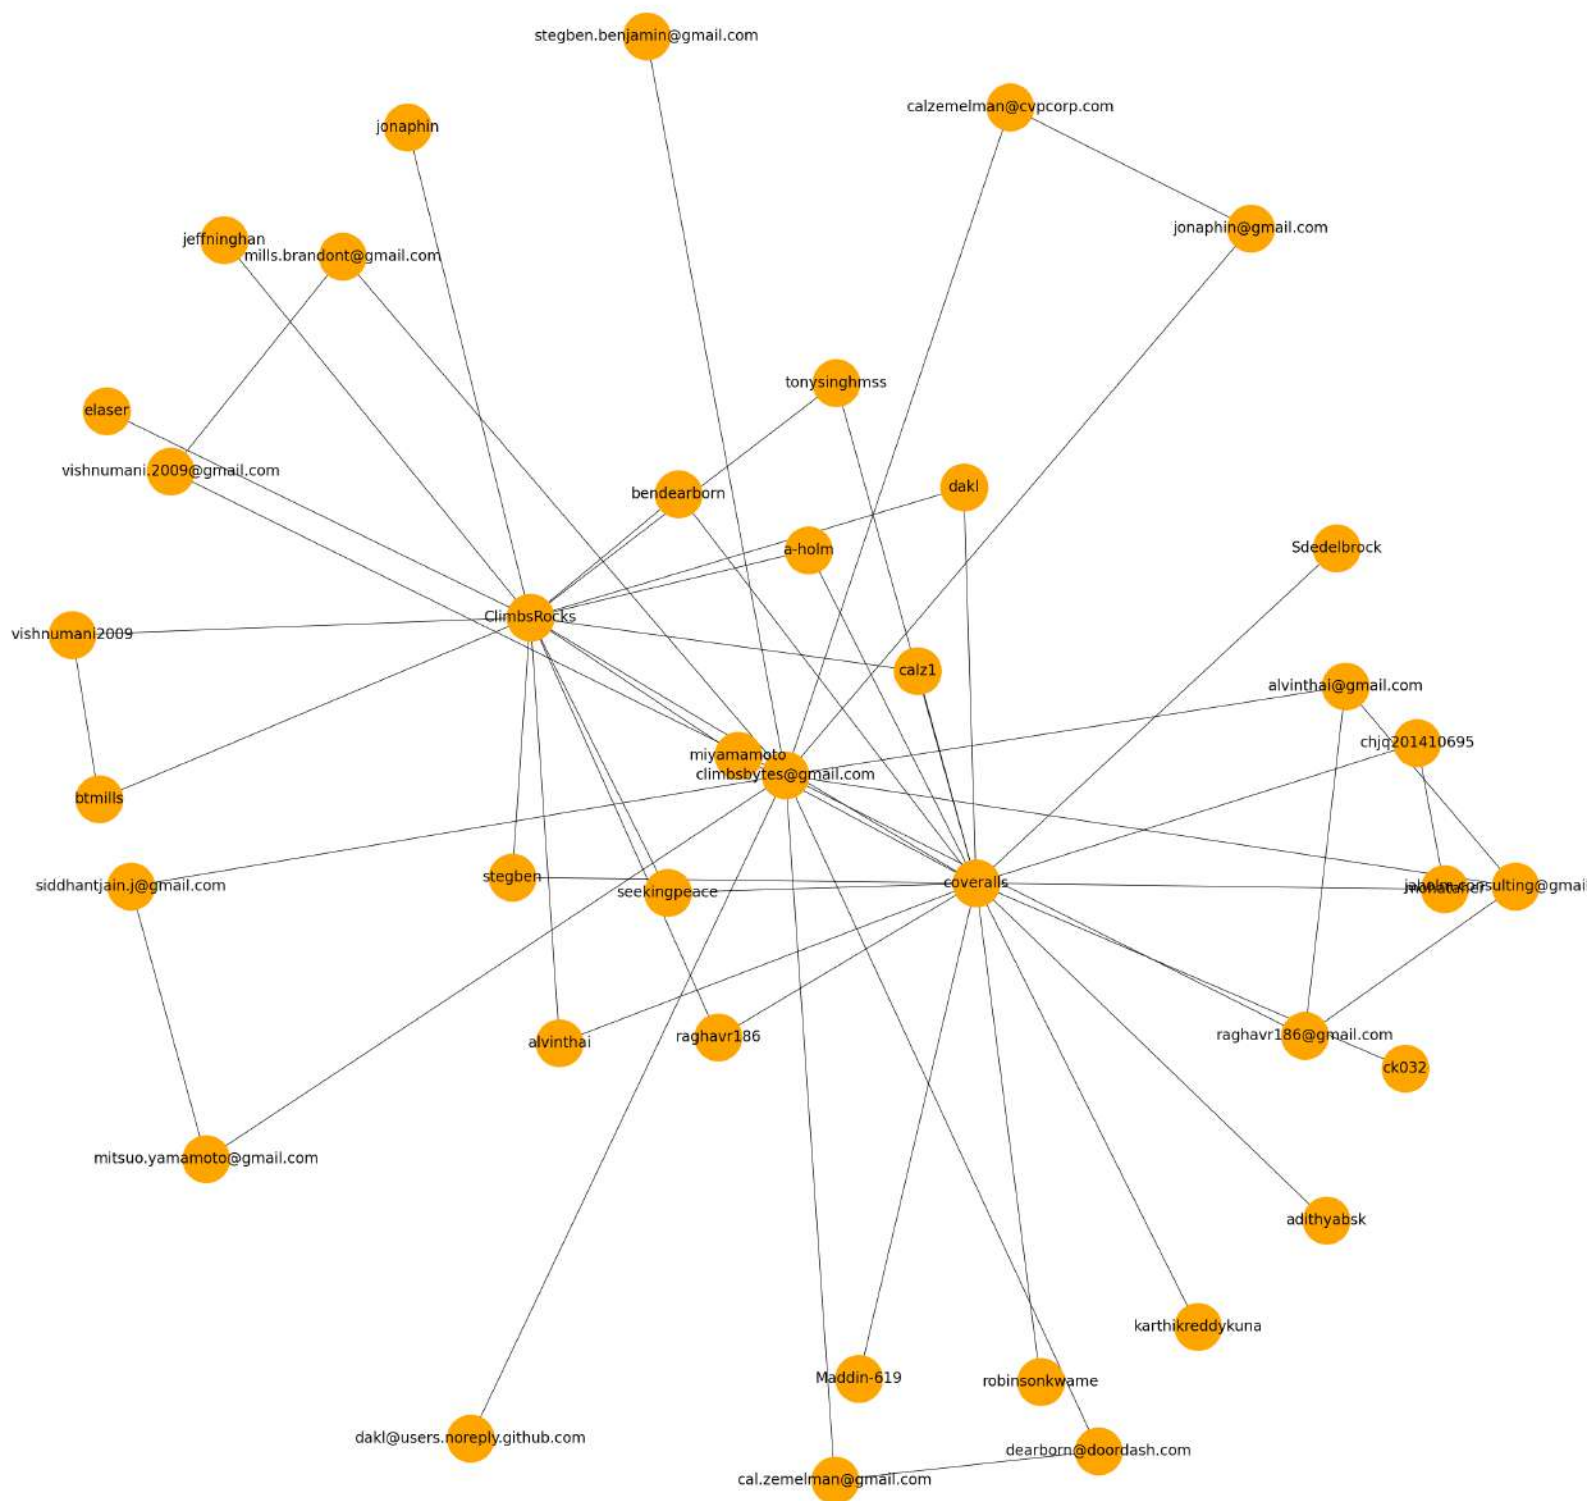 stegben.benjamin@gmail.com
calzemelman@cvpcorp.com
jonaphin
jonaphin@gmail.com
jeffninghan
mills.brandont@gmail.com
tonysinghmss
elaser
vishnumani.2009@gmail.com
bendearborn
dakl
a-holm
Sdedelbrock
ClimbsRocks
vishnumani2009
calz1
alvinthai@gmail.com
chjq201410695
miyamamoto
climbsbytes@gmail.com
btmills
siddhantjain.j@gmail.com
stegben
seekingpeace
coveralls
jaholm.consulting@gmail
alvinthai
raghavr186
raghavr186@gmail.com
ck032
mitsuo.yamamoto@gmail.com
adithyabsk
karthikreddykuna
Maddin-619
robinsonkwame
dakl@users.noreply.github.com
dearborn@doordash.com
cal.zemelman@gmail.com